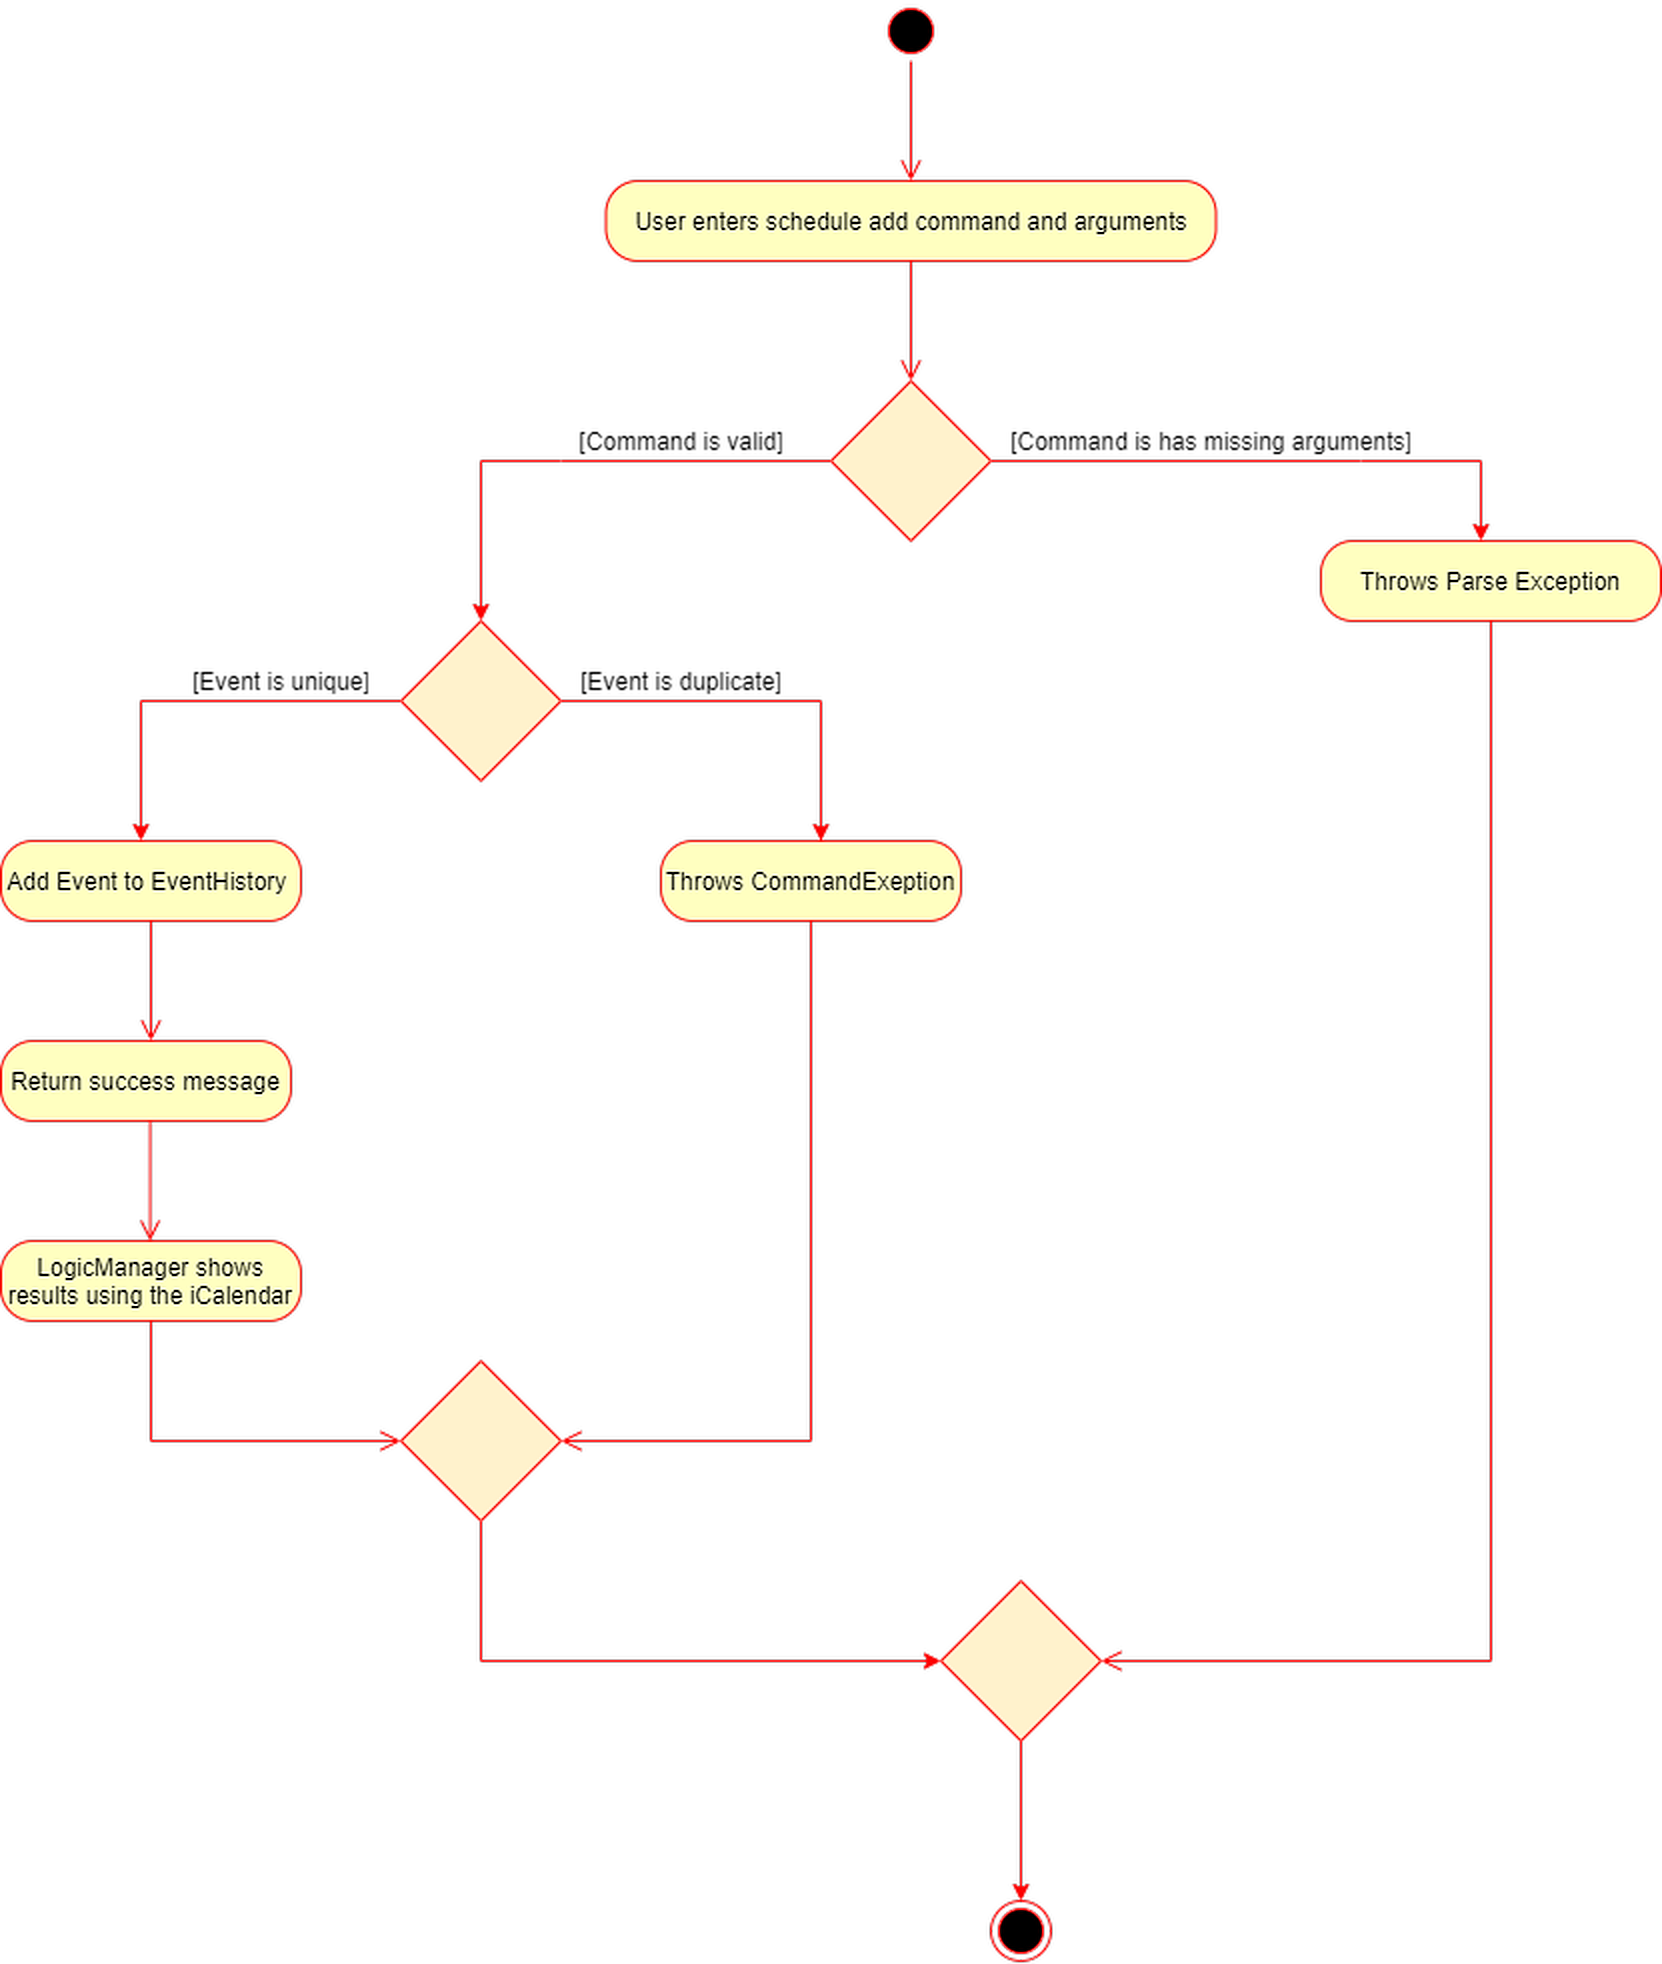 User enters schedule add command and arguments
[Command is valid]
[Command is has missing arguments]
Throws Parse Exception
[Event is unique]
[Event is duplicate]
Add Event to EventHistory
Throws CommandExeption
Return success message
LogicManager shows
results using the iCalendar